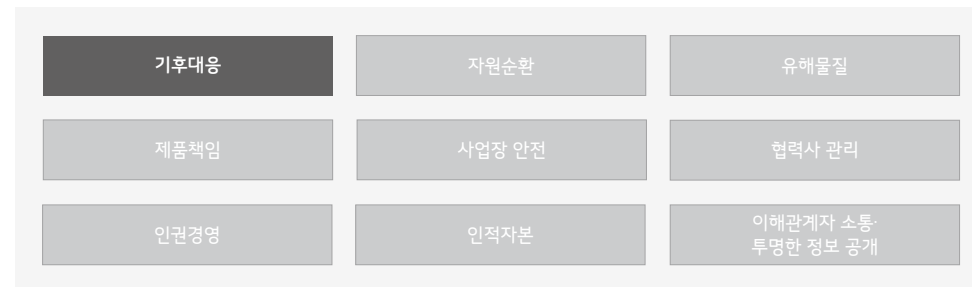 기후대응
자원순환
유해물질
제품책임
사업장 안전
협력사 관리
인권경영
인적자본
이해관계자 소통·
투명한 정보 공개